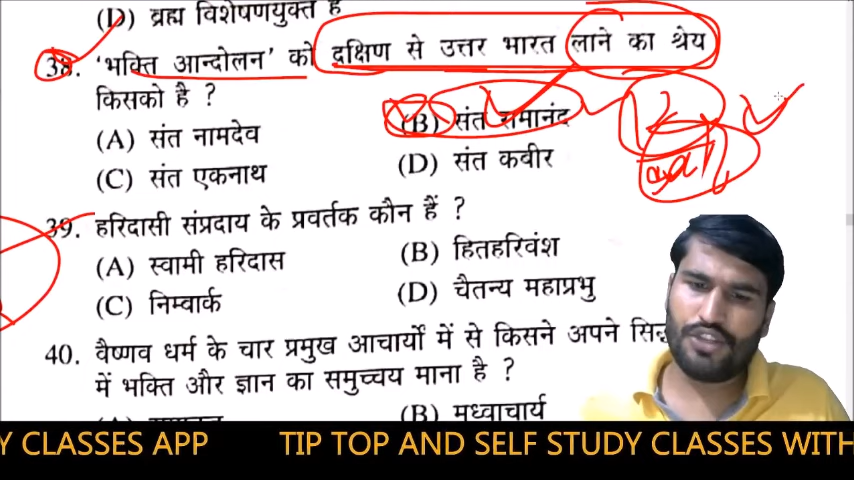 (D) ब्रह्म विशेषणयुक्त है
38. 'भक्ति आन्दोलन' को दक्षिण से उत्तर भारत लाने का श्रेय
किसको है ?
(A) संत नामदेव (B) संत रामानंद
(C) संत एकनाथ (D) संत कबीर
39. हरिदासी संप्रदाय के प्रवर्तक कौन हैं ?
(A) स्वामी हरिदास (B) हितहरिवंश
(C) निम्वार्क (D) चैतन्य महाप्रभु
40. वैष्णव धर्म के चार प्रमुख आचार्यों में से किसने अपने
में भक्ति और ज्ञान का समुच्चय माना है ?
(B) मध्वाचार्य
Y CLASSES APP TIP TOP AND SELF STUDY CLASSES WITH